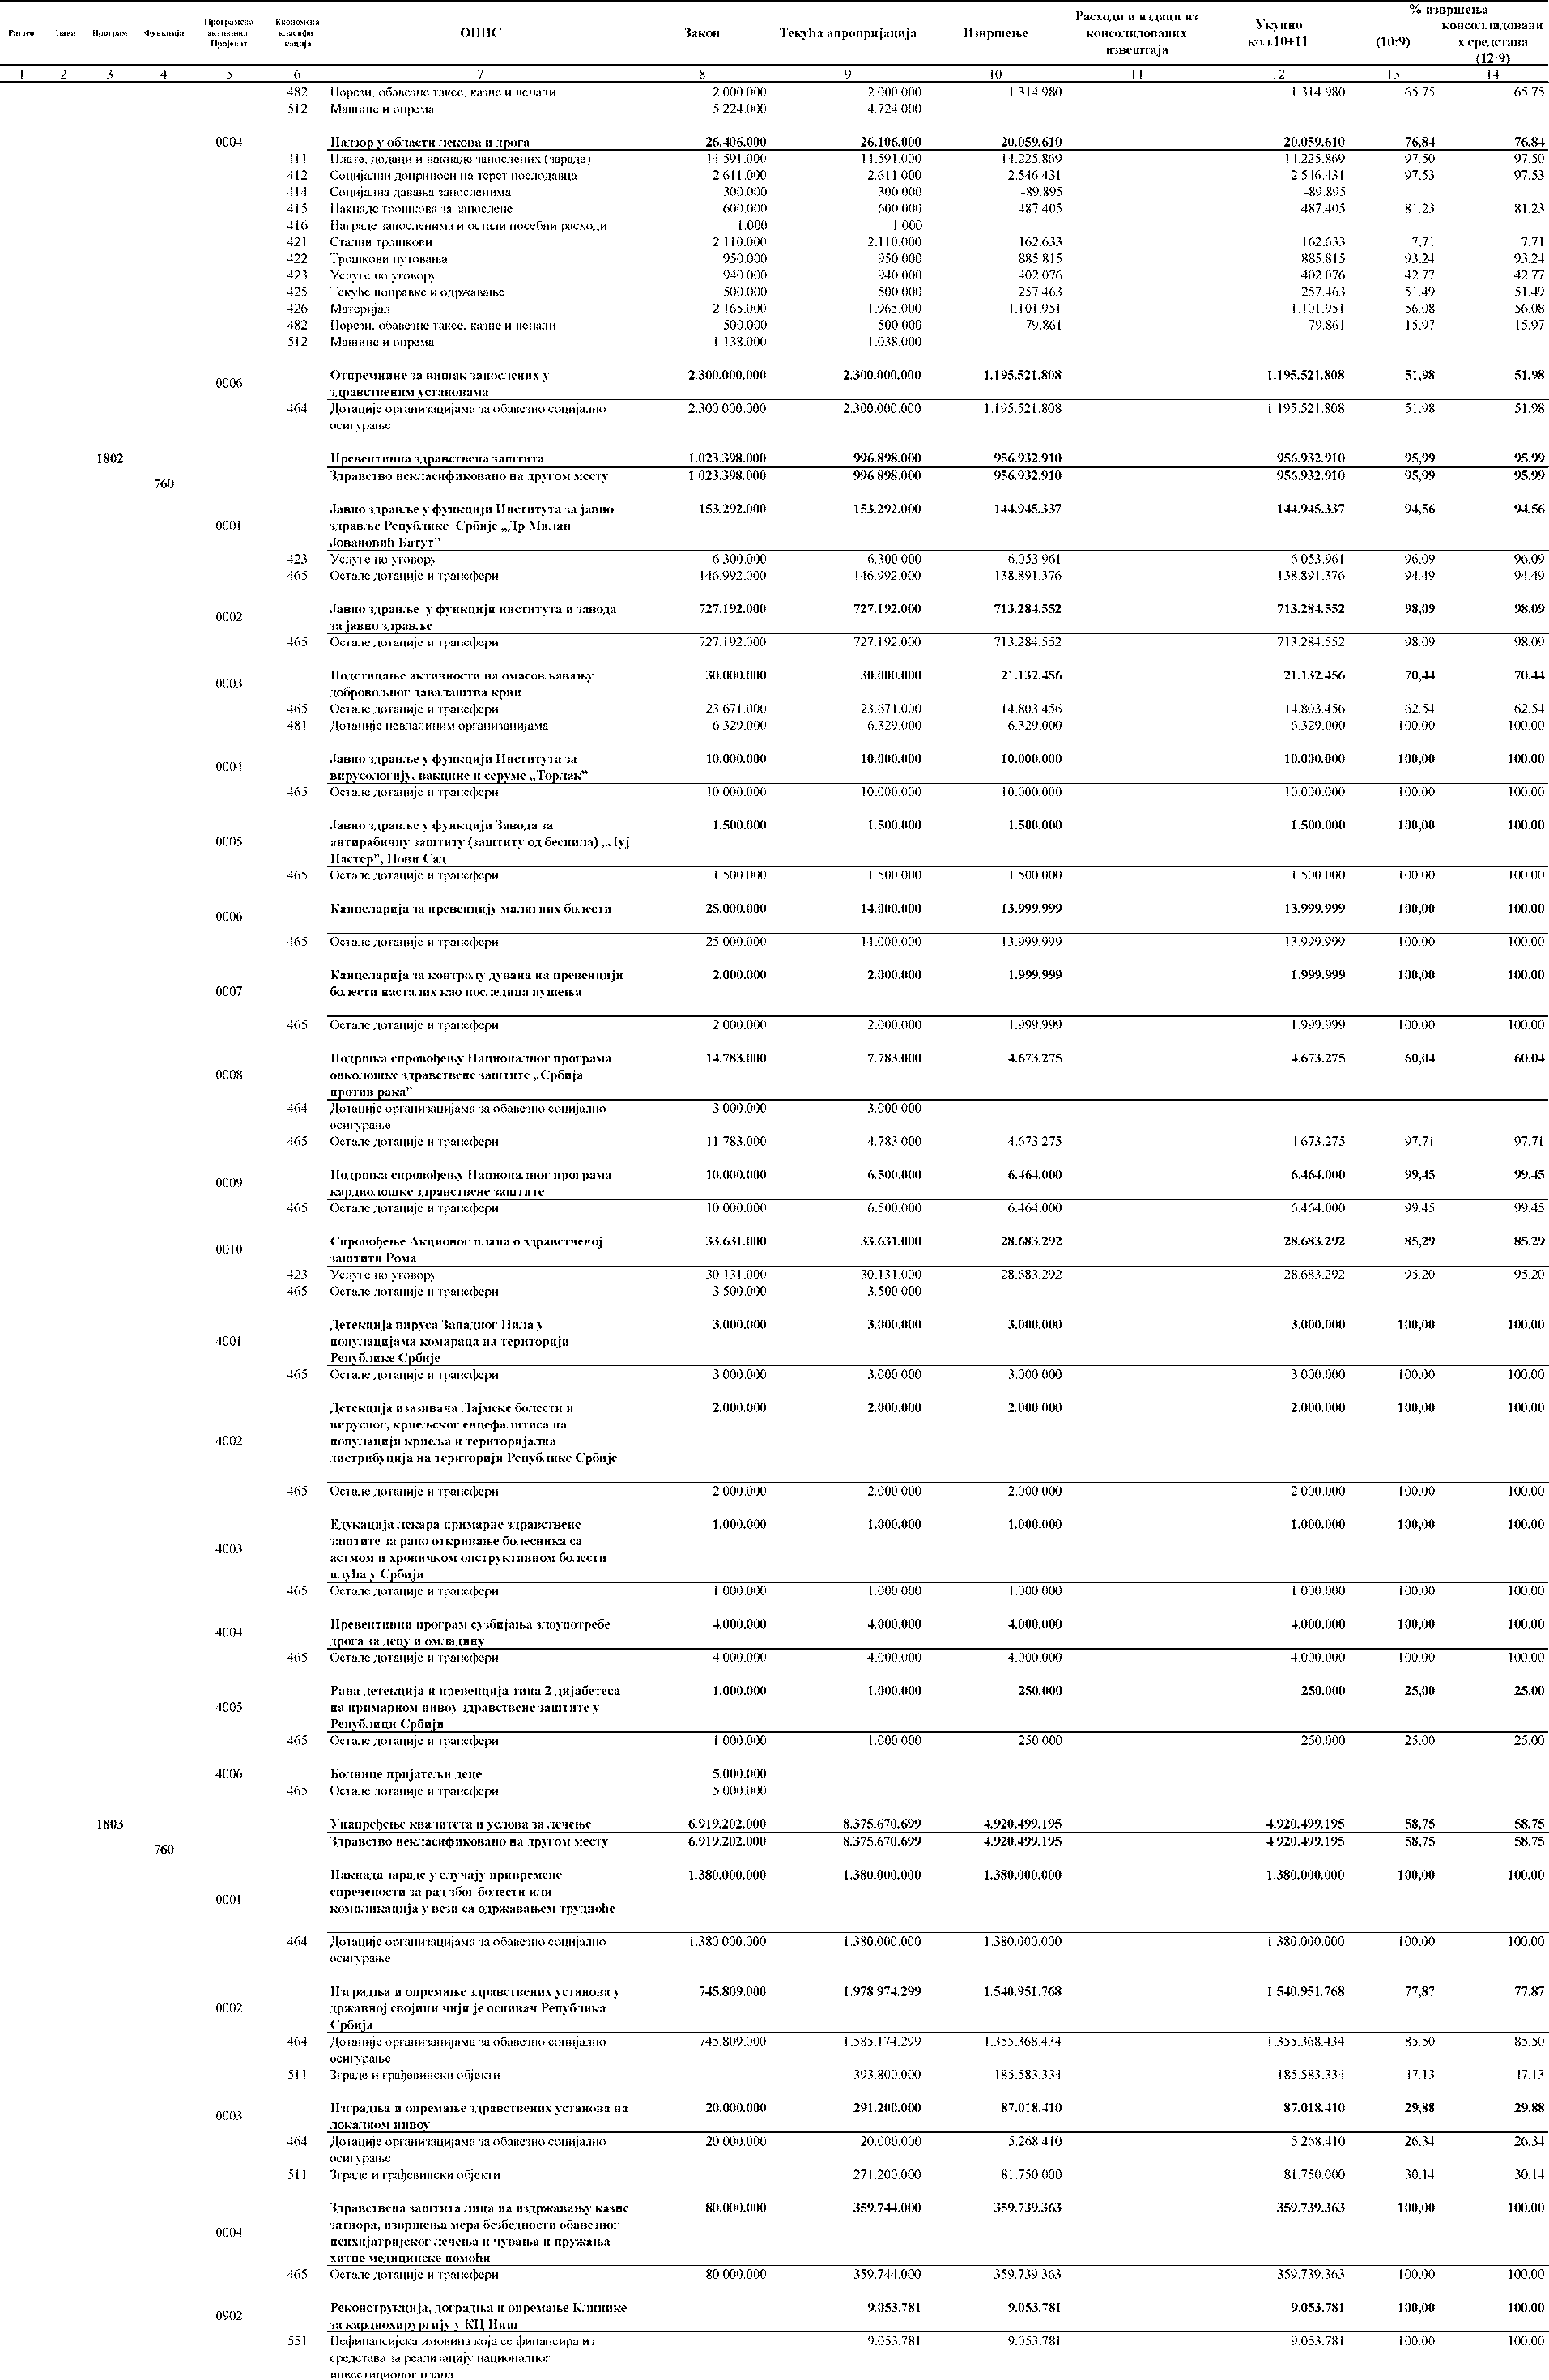 Раздео Глава Програм Функција Програмска активност Пројекат Економска класификација ОПИС Закон Текућа апропријација Извршење Расходи и издаци из консолидованих извештаја Укупно кол.10+11 % извршења (10:9) консолидованих средстава (12:9)
1 2 3 4 5 6 7 8 9 10 11 12 13 14
482 Порези, обавезне таксе, казне и пенали 2.000.000 2.000.000 1.314.980 1.314.980 65,75 65,75
512 Машине и опрема 5.224.000 4.724.000
0004 Надзор у области лекова и дрога 26.406.000 26.106.000 20.059.610 20.059.610 76,84 76,84
411 Плате, додаци и накнаде запослених (зараде) 14.591.000 14.591.000 14.225.869 14.225.869 97,50 97,50
412 Социјални доприноси на терет послодавца 2.611.000 2.611.000 2.546.431 2.546.431 97,53 97,53
414 Социјална давања запосленима 300.000 300.000 -89.895 -89.895
415 Накнаде трошкова за запослене 600.000 600.000 487.405 487.405 81,23 81,23
416 Награде запосленима и остали посебни расходи 1.000 1.000
421 Стални трошкови 2.110.000 2.110.000 162.633 162.633 7,71 7,71
422 Трошкови путовања 950.000 950.000 885.815 885.815 93,24 93,24
423 Услуге по уговору 940.000 940.000 402.076 402.076 42,77 42,77
425 Текуће поправке и одржавање 500.000 500.000 257.463 257.463 51,49 51,49
426 Материјал 2.165.000 1.965.000 1.101.951 1.101.951 56,08 56,08
482 Порези, обавезне таксе, казне и пенали 500.000 500.000 79.861 79.861 15,97 15,97
512 Машине и опрема 1.138.000 1.038.000
0006 Отпремнине за вишак запослених у 2.300.000.000 2.300.000.000 1.195.521.808 1.195.521.808 51,98 51,98
здравственим установама
464 Дотације организацијама за обавезно социјално 2.300.000.000 2.300.000.000 1.195.521.808 1.195.521.808 51,98 51,98
осигурање
1802 Превентивна здравствена заштита 1.023.398.000 996.898.000 956.932.910 956.932.910 95,99 95,99
760 Здравство некласификовано на другом месту 1.023.398.000 996.898.000 956.932.910 956.932.910 95,99 95,99
0001 Јавно здравље у функцији Института за јавно 153.292.000 153.292.000 144.945.337 144.945.337 94,56 94,56
здравље Републике Србије „Др Милан
Јовановић Батут”
423 Услуге по уговору 6.300.000 6.300.000 6.053.961 6.053.961 96,09 96,09
465 Остале дотације и трансфери 146.992.000 146.992.000 138.891.376 138.891.376 94,49 94,49
0002 Јавно здравље у функцији института и завода 727.192.000 727.192.000 713.284.552 713.284.552 98,09 98,09
за јавно здравље
465 Остале дотације и трансфери 727.192.000 727.192.000 713.284.552 713.284.552 98,09 98,09
0003 Подстицање активности на омасовљавању 30.000.000 30.000.000 21.132.456 21.132.456 70,44 70,44
добровољног давалаштва крви
465 Остале дотације и трансфери 23.671.000 23.671.000 14.803.456 14.803.456 62,54 62,54
481 Дотације невладиним организацијама 6.329.000 6.329.000 6.329.000 6.329.000 100,00 100,00
0004 Јавно здравље у функцији Института за 10.000.000 10.000.000 10.000.000 10.000.000 100,00 100,00
вирусологију, вакцине и серуме „Торлак”
465 Остале дотације и трансфери 10.000.000 10.000.000 10.000.000 10.000.000 100,00 100,00
0005 Јавно здравље у функцији Завода за 1.500.000 1.500.000 1.500.000 1.500.000 100,00 100,00
антирабичну заштиту (заштиту од беснила) „Луј
Пастер”, Нови Сад
465 Остале дотације и трансфери 1.500.000 1.500.000 1.500.000 1.500.000 100,00 100,00
0006 Канцеларија за превенцију малигних болести 25.000.000 14.000.000 13.999.999 13.999.999 100,00 100,00
465 Остале дотације и трансфери 25.000.000 14.000.000 13.999.999 13.999.999 100,00 100,00
0007 Канцеларија за контролу дувана на превенцији 2.000.000 2.000.000 1.999.999 1.999.999 100,00 100,00
болести насталих као последица пушења
465 Остале дотације и трансфери 2.000.000 2.000.000 1.999.999 1.999.999 100,00 100,00
0008 Подршка спровођењу Националног програма 14.783.000 7.783.000 4.673.275 4.673.275 60,04 60,04
онколошке здравствене заштите „Србија
против рака”
464 Дотације организацијама за обавезно социјално 3.000.000 3.000.000
осигурање
465 Остале дотације и трансфери 11.783.000 4.783.000 4.673.275 4.673.275 97,71 97,71
0009 Подршка спровођењу Националног програма 10.000.000 6.500.000 6.464.000 6.464.000 99,45 99,45
кардиолошке здравствене заштите
465 Остале дотације и трансфери 10.000.000 6.500.000 6.464.000 6.464.000 99,45 99,45
0010 Спровођење Акционог плана о здравственој 33.631.000 33.631.000 28.683.292 28.683.292 85,29 85,29
заштити Рома
423 Услуге по уговору 30.131.000 30.131.000 28.683.292 28.683.292 95,20 95,20
465 Остале дотације и трансфери 3.500.000 3.500.000
4001 Детекција вируса Западног Нила у 3.000.000 3.000.000 3.000.000 3.000.000 100,00 100,00
популацијама комараца на територији
Републике Србије
465 Остале дотације и трансфери 3.000.000 3.000.000 3.000.000 3.000.000 100,00 100,00
4002 Детекција изазивача Лајмске болести и 2.000.000 2.000.000 2.000.000 2.000.000 100,00 100,00
вирусног, крпељског енцефалитиса на
популацији крпеља и територијална
дистрибуција на територији Републике Србије
465 Остале дотације и трансфери 2.000.000 2.000.000 2.000.000 2.000.000 100,00 100,00
4003 Едукација лекара примарне здравствене 1.000.000 1.000.000 1.000.000 1.000.000 100,00 100,00
заштите за рано откривање болесника са
астмом и хроничком опструктивном болести
плућа у Србији
465 Остале дотације и трансфери 1.000.000 1.000.000 1.000.000 1.000.000 100,00 100,00
4004 Превентивни програм сузбијања злоупотребе 4.000.000 4.000.000 4.000.000 4.000.000 100,00 100,00
дрога за децу и омладину
465 Остале дотације и трансфери 4.000.000 4.000.000 4.000.000 4.000.000 100,00 100,00
4005 Рана детекција и превенција типа 2 дијабетеса 1.000.000 1.000.000 250.000 250.000 25,00 25,00
на примарном нивоу здравствене заштите у
Републици Србији
465 Остале дотације и трансфери 1.000.000 1.000.000 250.000 250.000 25,00 25,00
4006 Болнице пријатељи деце 5.000.000
465 Остале дотације и трансфери 5.000.000
1803 Унапређење квалитета и услова за лечење 6.919.202.000 8.375.670.699 4.920.499.195 4.920.499.195 58,75 58,75
760 Здравство некласификовано на другом месту 6.919.202.000 8.375.670.699 4.920.499.195 4.920.499.195 58,75 58,75
0001 Накнада зараде у случају привремене 1.380.000.000 1.380.000.000 1.380.000.000 1.380.000.000 100,00 100,00
спречености за рад због болести или
компликација у вези са одржавањем трудноће
464 Дотације организацијама за обавезно социјално 1.380.000.000 1.380.000.000 1.380.000.000 1.380.000.000 100,00 100,00
осигурање
0002 Изградња и опремање здравствених установа у 745.809.000 1.978.974.299 1.540.951.768 1.540.951.768 77,87 77,87
државној својини чији је оснивач Република
Србија
464 Дотације организацијама за обавезно социјално 745.809.000 1.585.174.299 1.355.368.434 1.355.368.434 85,50 85,50
осигурање
511 Зграде и грађевински објекти 393.800.000 185.583.334 185.583.334 47,13 47,13
0003 Изградња и опремање здравствених установа на 20.000.000 291.200.000 87.018.410 87.018.410 29,88 29,88
локалном нивоу
464 Дотације организацијама за обавезно социјално 20.000.000 20.000.000 5.268.410 5.268.410 26,34 26,34
осигурање
511 Зграде и грађевински објекти 271.200.000 81.750.000 81.750.000 30,14 30,14
0004 Здравствена заштита лица на издржавању казне 80.000.000 359.744.000 359.739.363 359.739.363 100,00 100,00
затвора, извршења мера безбедности обавезног
психијатријског лечења и чувања и пружања
хитне медицинске помоћи
465 Остале дотације и трансфери 80.000.000 359.744.000 359.739.363 359.739.363 100,00 100,00
0902 Реконструкција, доградња и опремање Клинике 9.053.781 9.053.781 9.053.781 100,00 100,00
за кардиохирургију у КЦ Ниш
551 Нефинансијска имовина која се финансира из 9.053.781 9.053.781 9.053.781 100,00 100,00
средстава за реализацију националног
инвестиционог плана